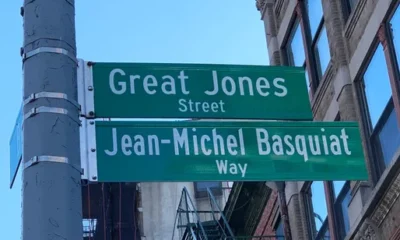 Great Jones
Street
Jean-Michel Basquiat
Way